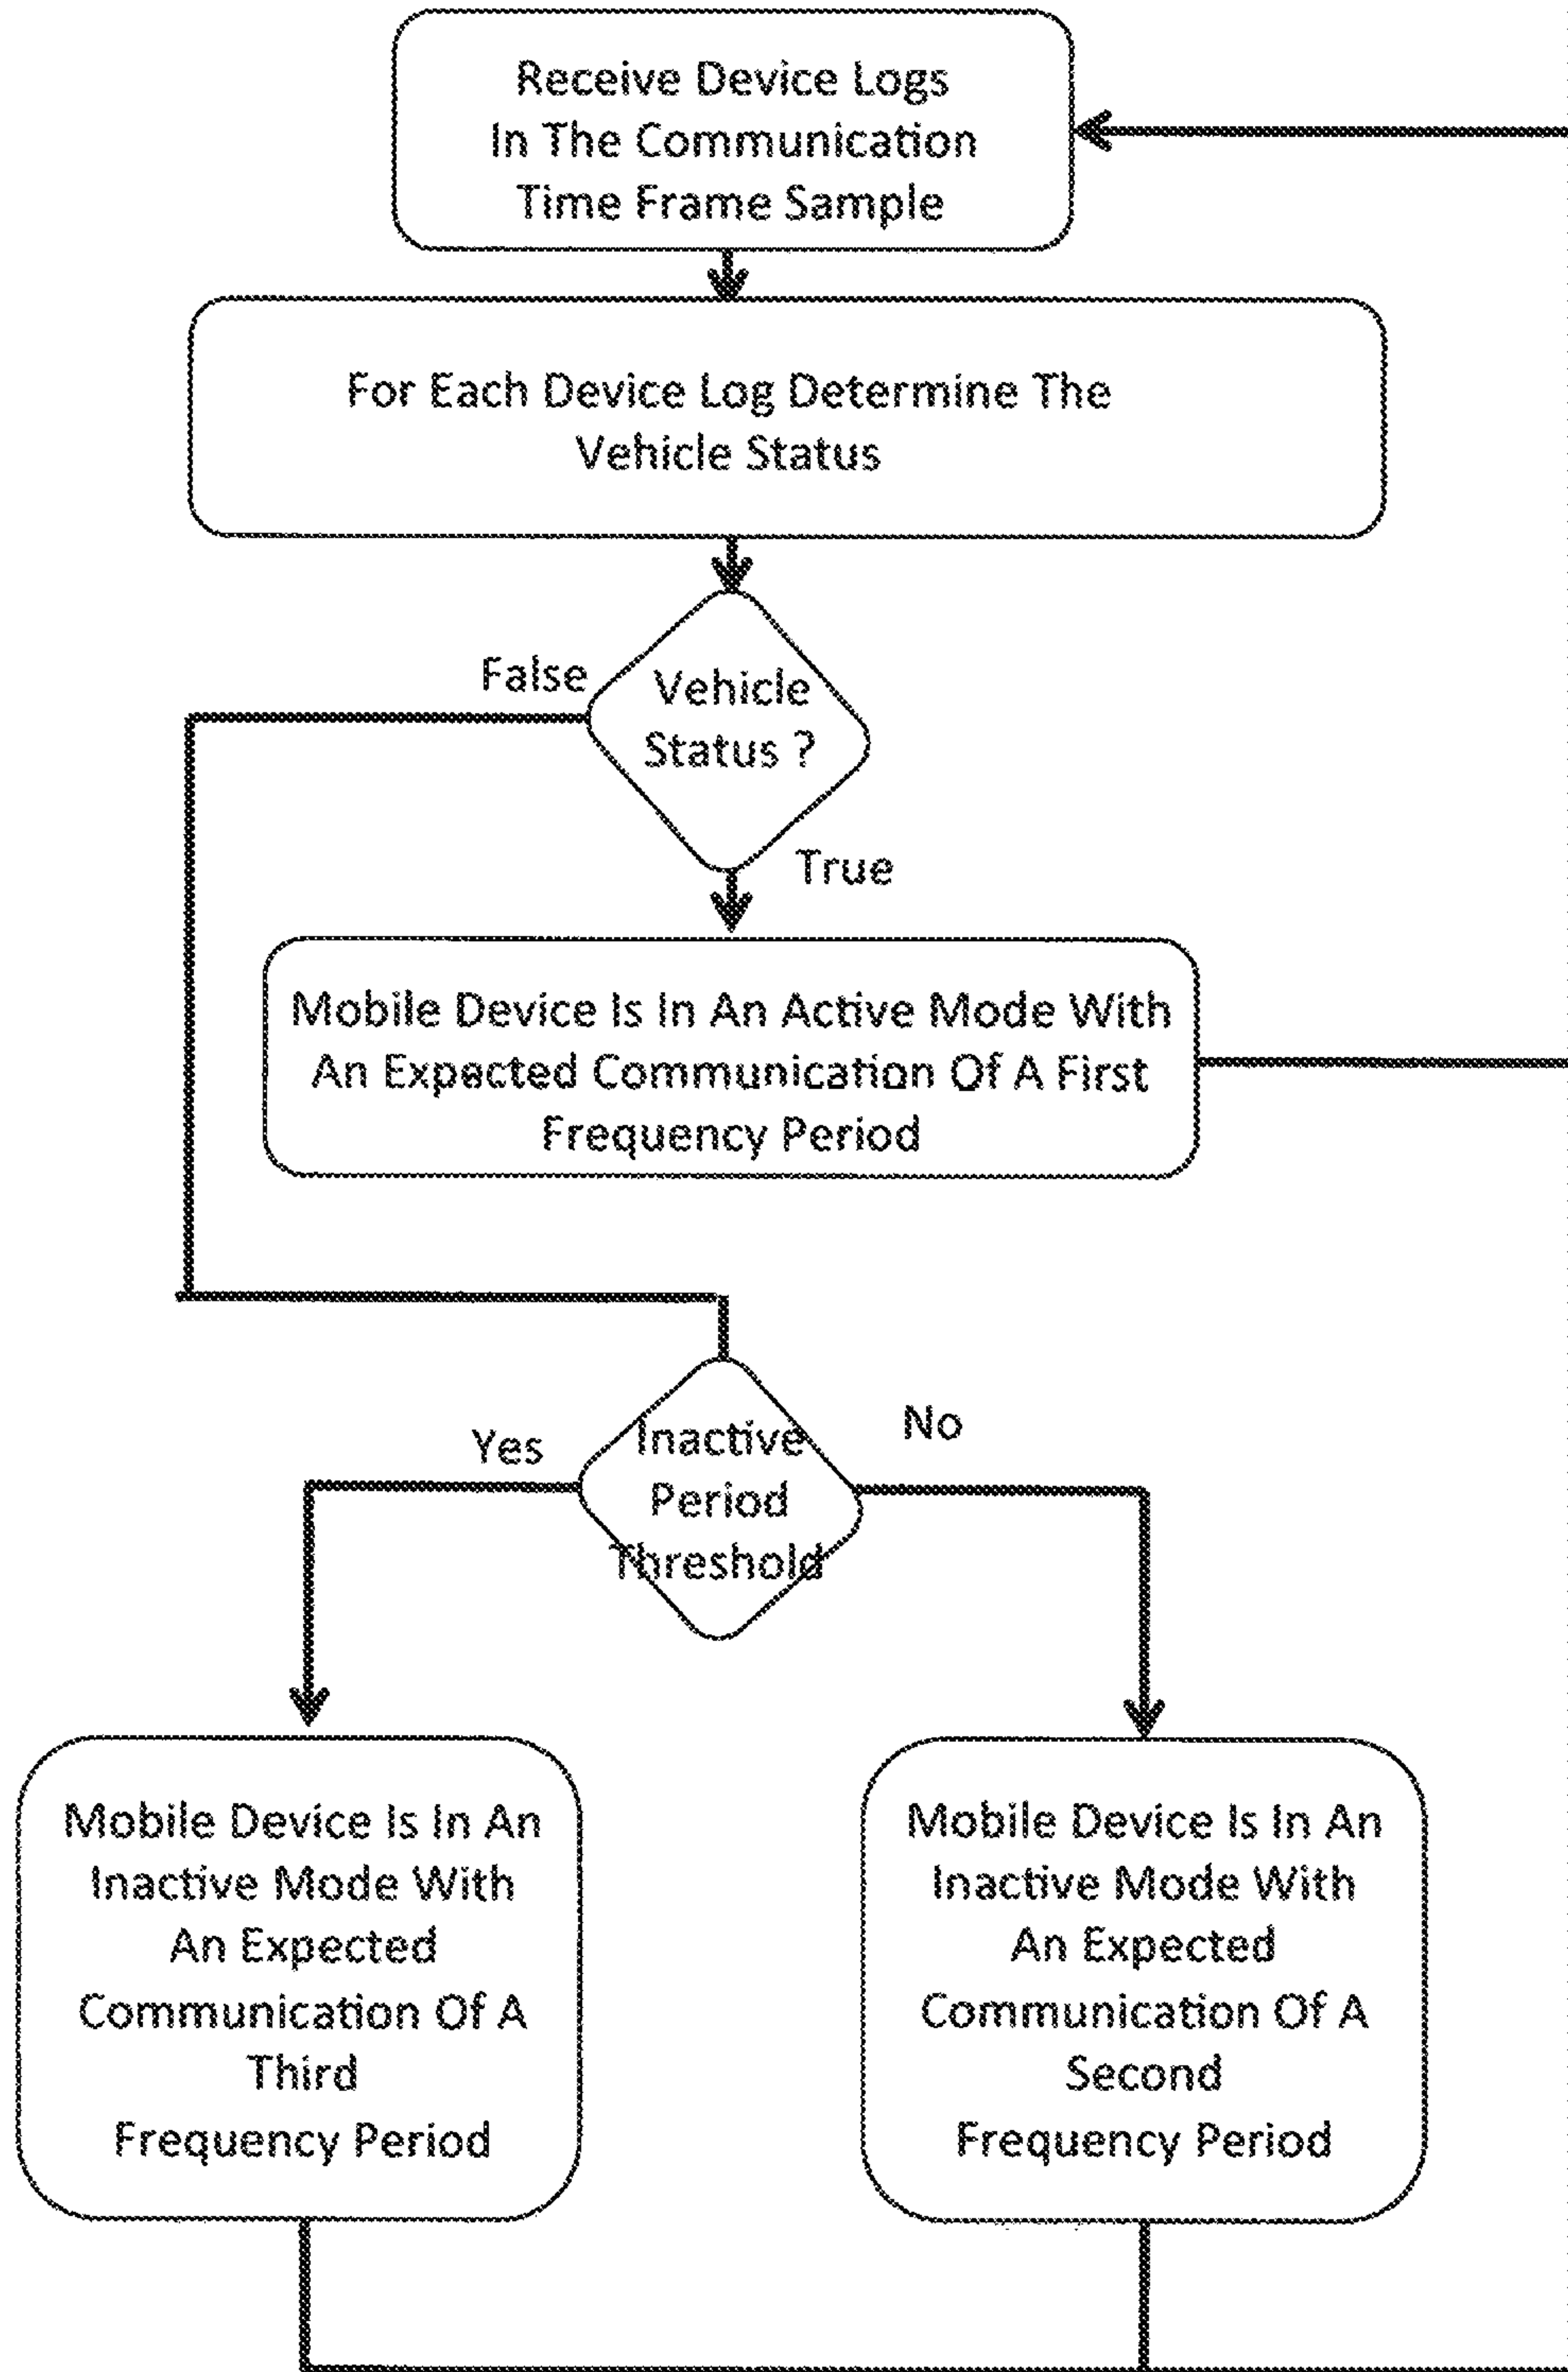 Receive Device Logs
In The Communication
Time Frame Sample
For Each Device Log Determine The
Vehicle Status
False
Vehicle
Status ?
True
Mobile Device Is In An Active Mode With
An Expected Communication Of A First
Frequency Period
Yes
Inactive
Period
Threshold
No
Mobile Device Is In An
Inactive Mode With
An Expected
Communication Of A
Third
Frequency Period
Mobile Device Is In An
Inactive Mode With
An Expected
Communication Of A
Second
Frequency Period